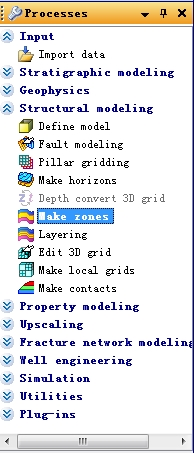 Processes
Input
Import data
Stratigraphic modeling
Geophysics
Structural modeling
Define model
Fault modeling
Pillar gridding
Make horizons
Depth convert 3D grid
Make zones
Layering
Edit 3D grid
Make local grids
Make contacts
Property modeling
Upscaling
Fracture network modeling
Well engineering
Simulation
Utilities
Plug-ins